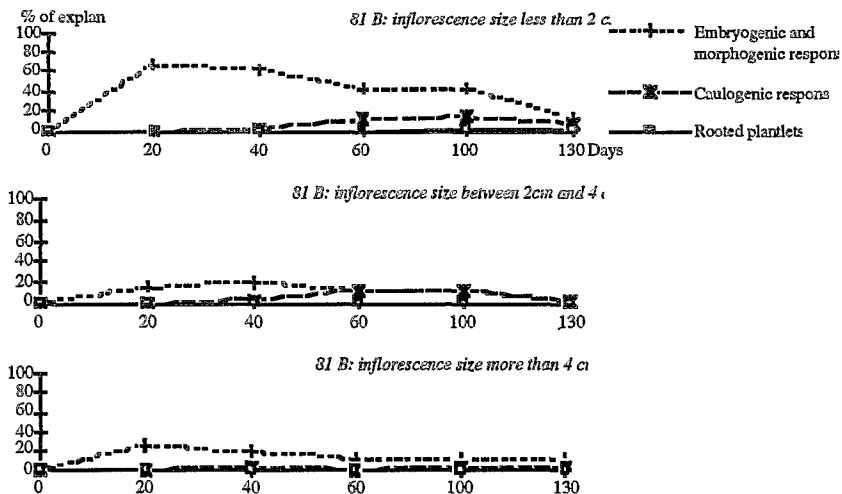 % of explan
81 B: inflorescence size less than 2 c
Embryogenic and
morphogenic respons
Caulogenic respons
Rooted plantlets
100
80
60
40
20
0
0 20 40 60 100 130 Days
81 B: inflorescence size between 2cm and 4 c
100
80
60
40
20
0
0 20 40 60 100 130
81 B: inflorescence size more than 4 cm
100
80
60
40
20
0
0 20 40 60 100 130